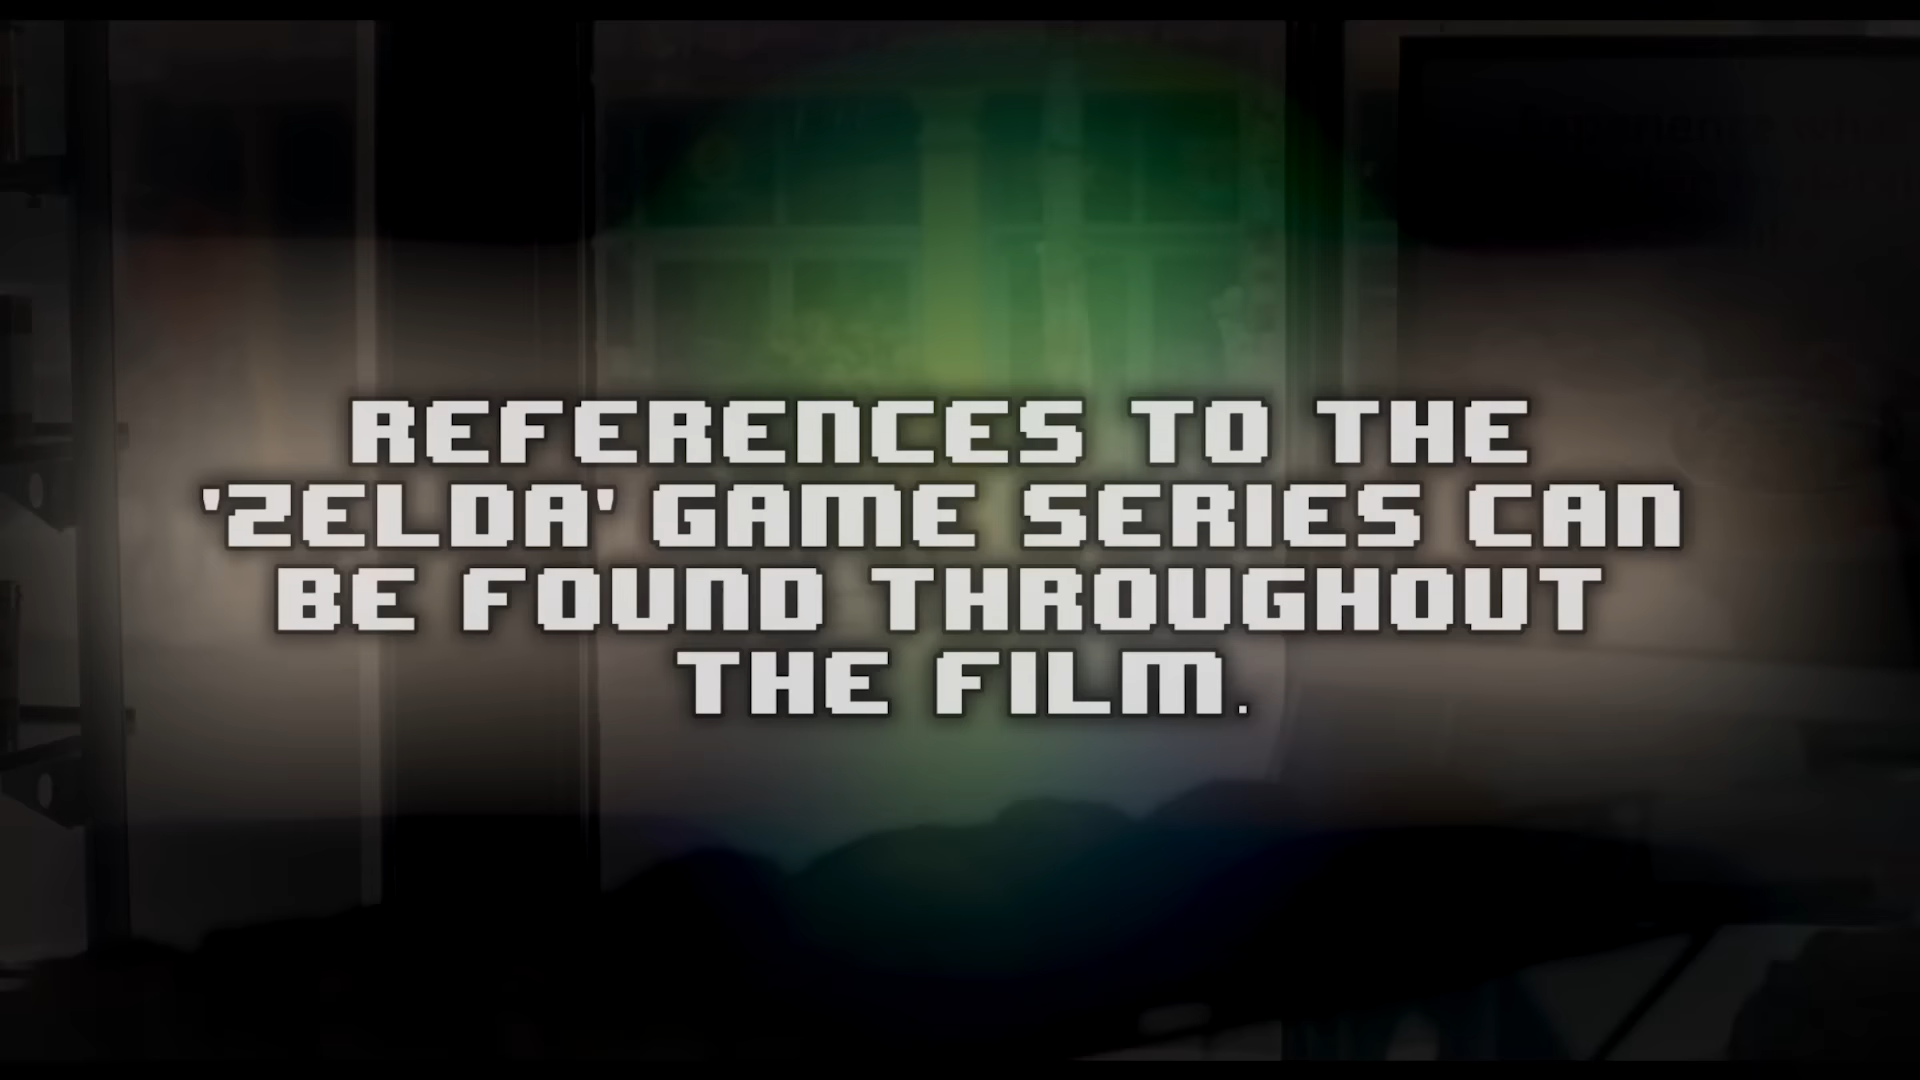 REFERENCES TO THE
'ZELDA' GAME SERIES CAN
BE FOUND THROUGHOUT
THE FILM.